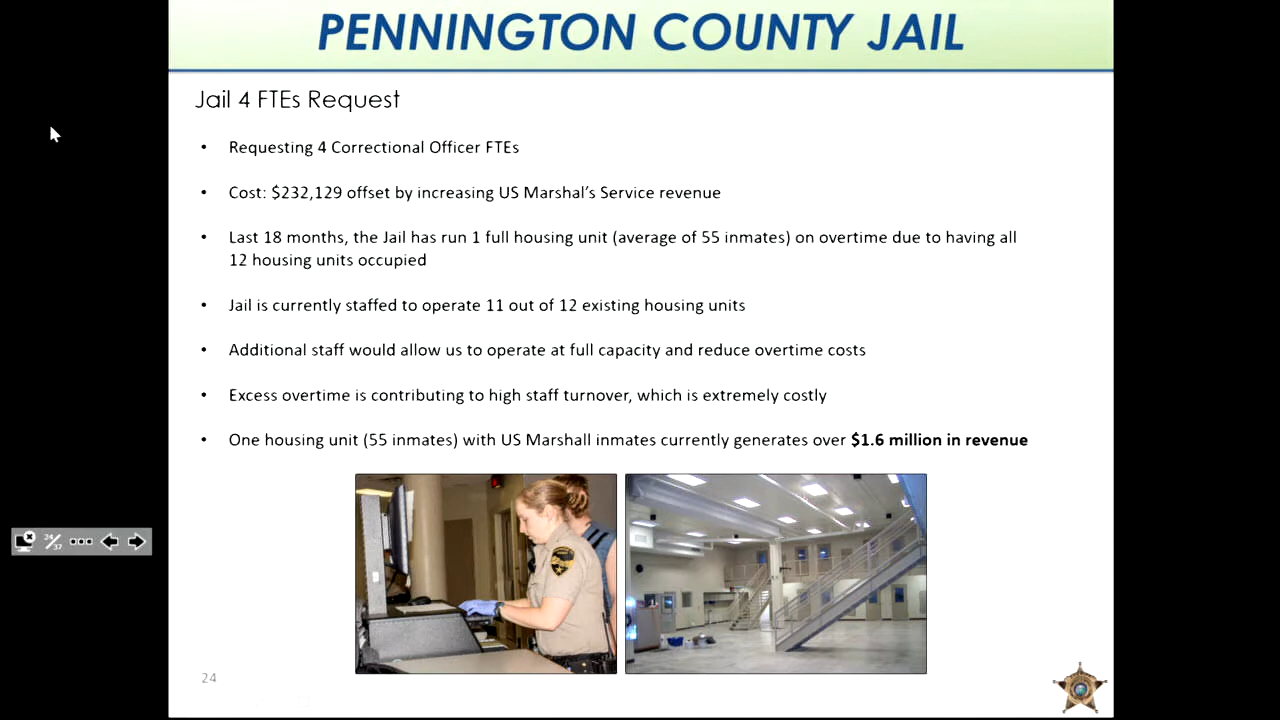 PENNINGTON COUNTY JAIL
Jail 4 FTEs Request
• Requesting 4 Correctional Officer FTEs
• Cost: $232,129 offset by increasing US Marshal’s Service revenue
• Last 18 months, the Jail has run 1 full housing unit (average of 55 inmates) on overtime due to having all
12 housing units occupied
• Jail is currently staffed to operate 11 out of 12 existing housing units
• Additional staff would allow us to operate at full capacity and reduce overtime costs
• Excess overtime is contributing to high staff turnover, which is extremely costly
• One housing unit (55 inmates) with US Marshall inmates currently generates over $1.6 million in revenue
24/37
24